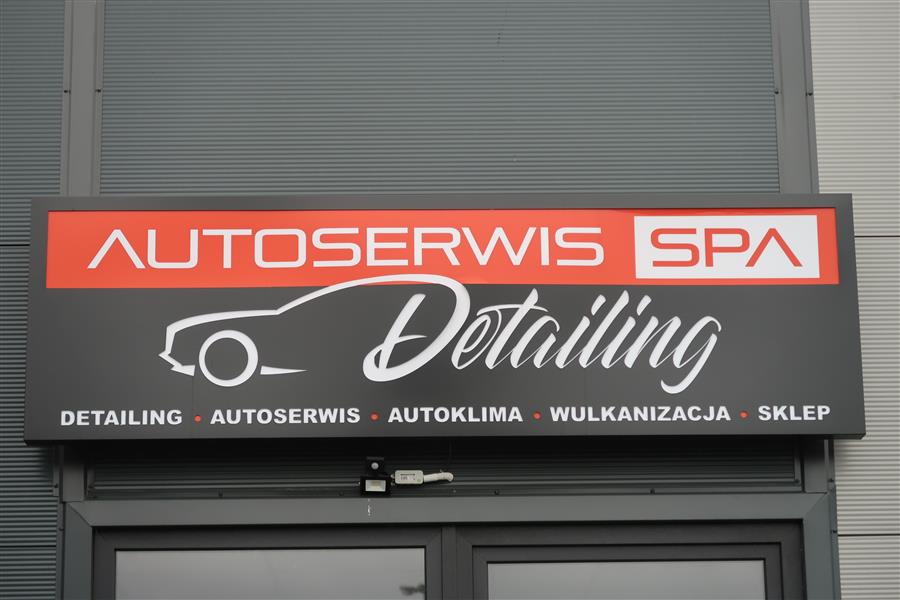 AUTOSERWIS SPA
Detailing
DETAILING • AUTOSERWIS • AUTOKLIMA • WULKANIZACJA • SKLEP